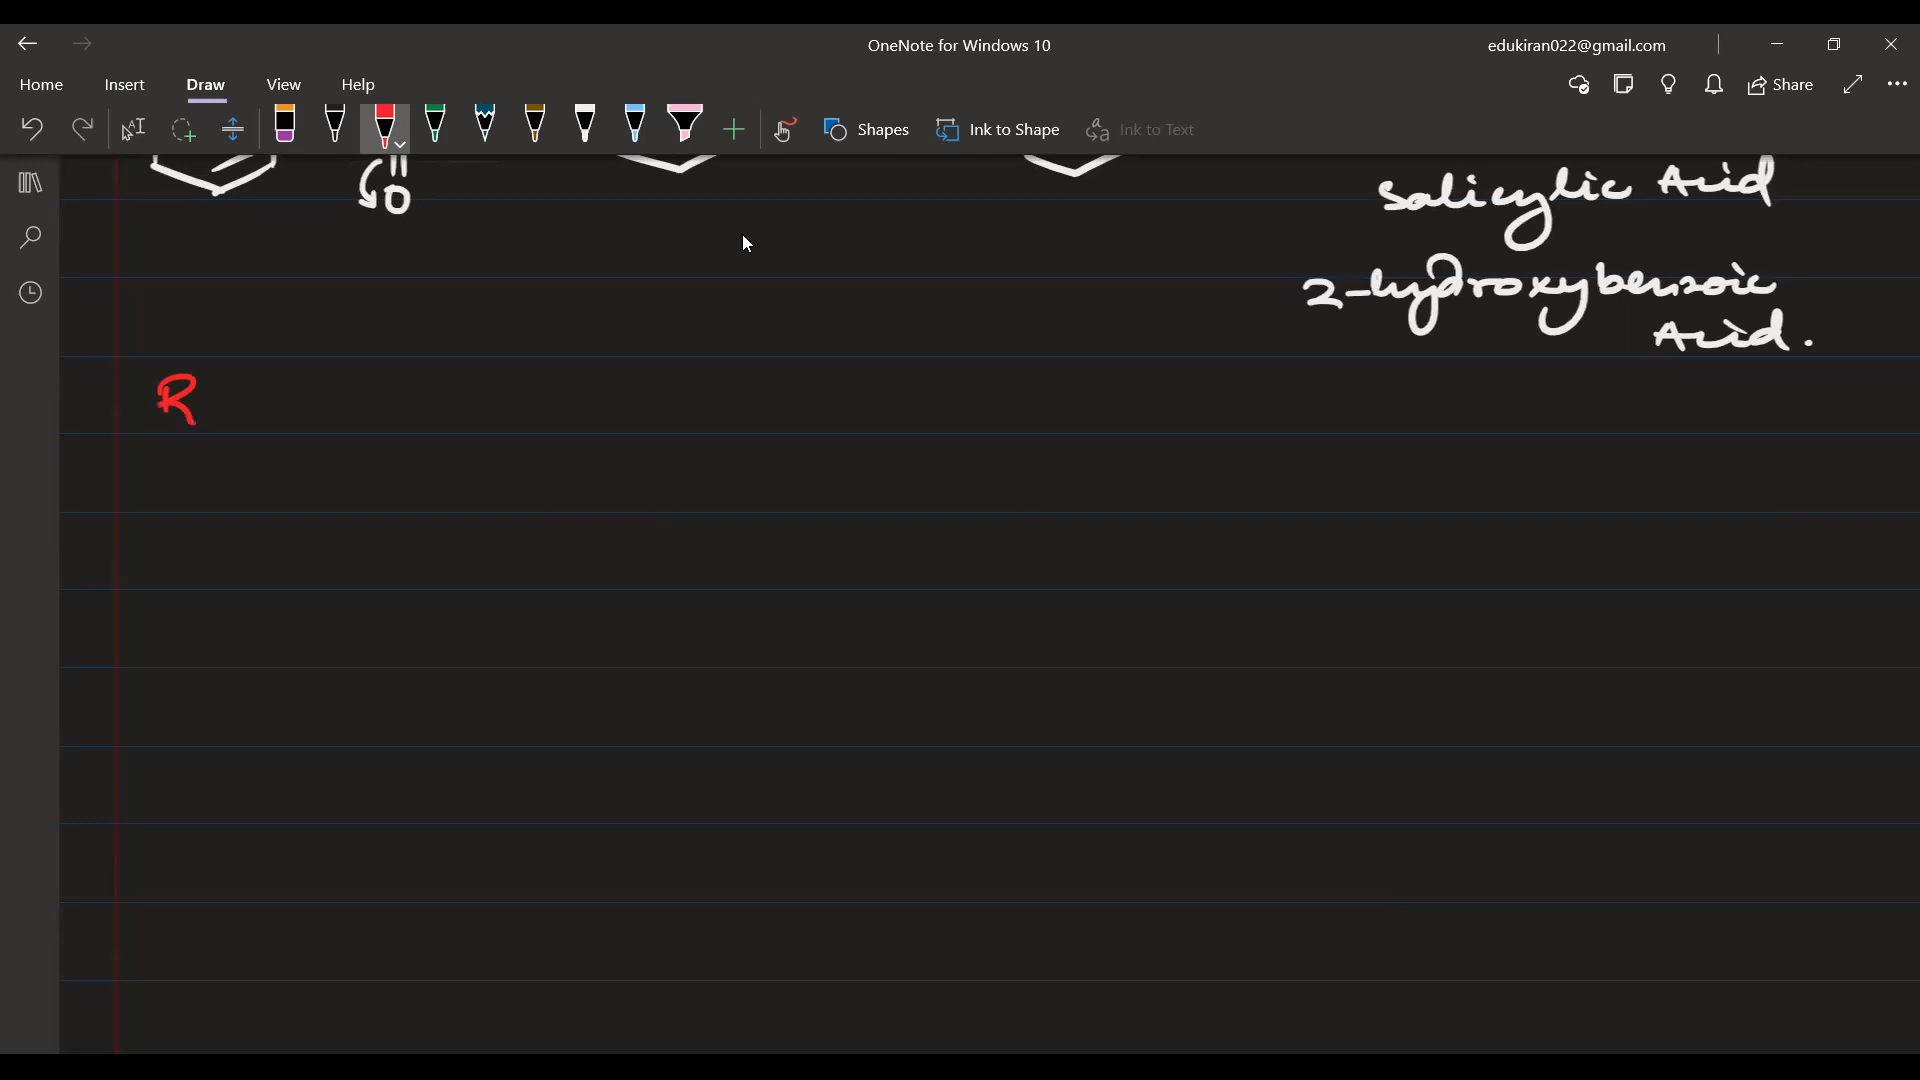 OneNote for Windows 10
edukiran022@gmail.com
Home Insert Draw View Help
Share
Shapes Ink to Shape Ink to Text
O
Salicylic Acid
2-hydroxybenzoic
Acid.
R